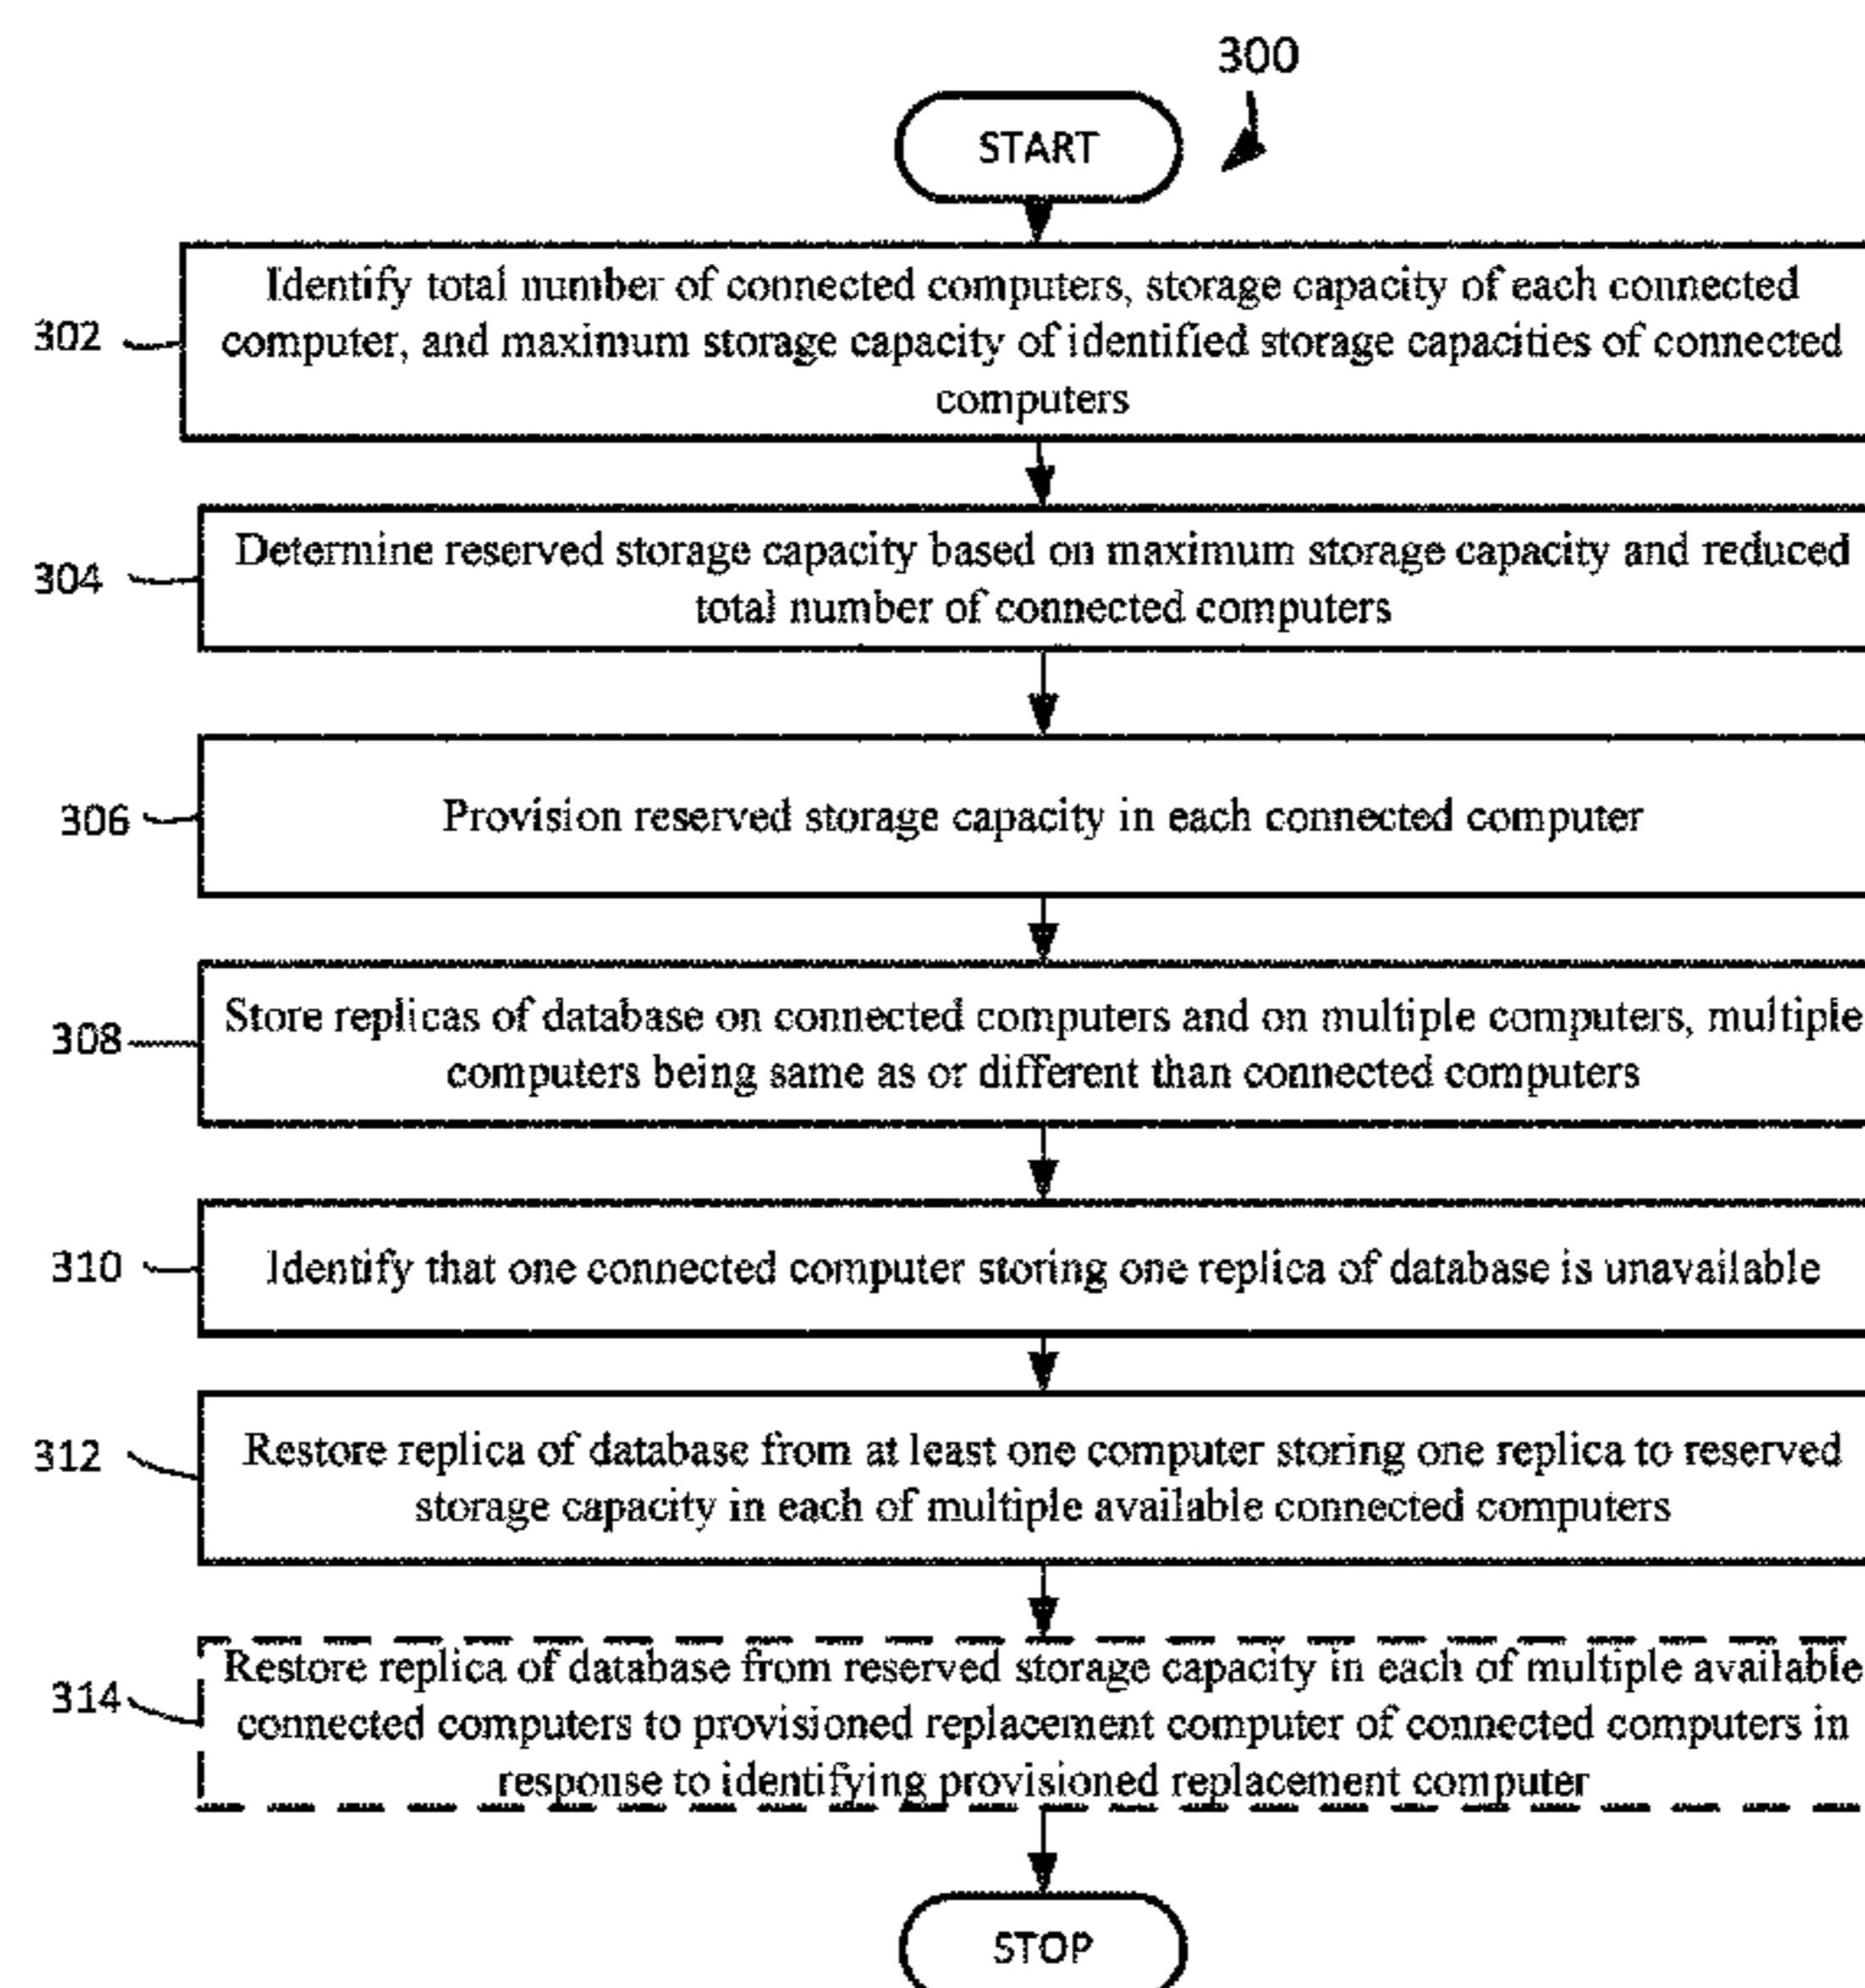 300
START
302
Identify total number of connected computers, storage capacity of each connected
computer, and maximum storage capacity of identified storage capacities of connected
computers
304
Determine reserved storage capacity based on maximum storage capacity and reduced
total number of connected computers
306
Provision reserved storage capacity in each connected computer
308
Store replicas of database on connected computers and on multiple computers, multiple
computers being same as or different than connected computers
310
Identify that one connected computer storing one replica of database is unavailable
312
Restore replica of database from at least one computer storing one replica to reserved
storage capacity in each of multiple available connected computers
314
Restore replica of database from reserved storage capacity in each of multiple available
connected computers to provisioned replacement computer of connected computers in
response to identifying provisioned replacement computer
STOP